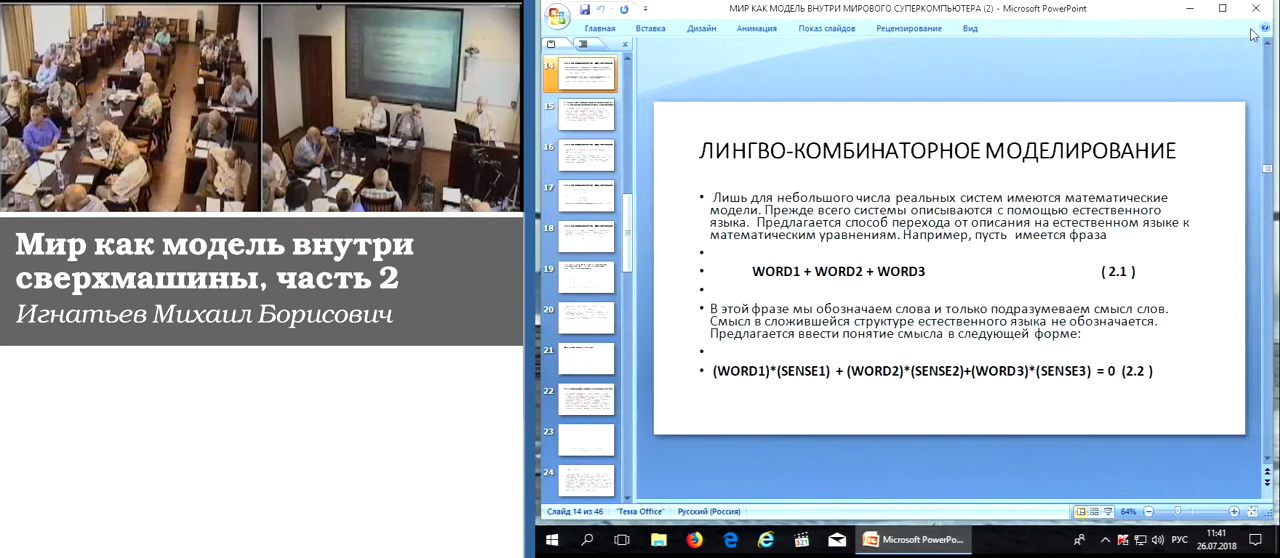 Мир как модель внутри
сверхмашины, часть 2
Игнатьев Михаил Борисович
МИР КАК МОДЕЛЬ ВНУТРИ МИРОВОГО СУПЕРКОМПЬЮТЕРА (2) - Microsoft PowerPoint
Главная Вставка Дизайн Анимация Показ слайдов Рецензирование Вид
14
15
16
17
18
19
20
21
22
23
24
ЛИНГВО-КОМБИНАТОРНОЕ МОДЕЛИРОВАНИЕ
• Лишь для небольшого числа реальных систем имеются математические
модели. Прежде всего системы описываются с помощью естественного
языка. Предлагается способ перехода от описания на естественном языке к
математическим уравнениям. Например, пусть имеется фраза
•
• WORD1 + WORD2 + WORD3 ( 2.1 )
•
• В этой фразе мы обозначаем слова и только подразумеваем смысл слов.
Смысл в сложившейся структуре естественного языка не обозначается.
Предлагается ввести понятие смысла в следующей форме:
•
• (WORD1)*(SENSE1) + (WORD2)*(SENSE2)+(WORD3)*(SENSE3) = 0 (2.2 )
Слайд 14 из 46 "Тема Office" Русский (Россия) 64%
Microsoft PowerPo... РУС 11:41
26.07.2018